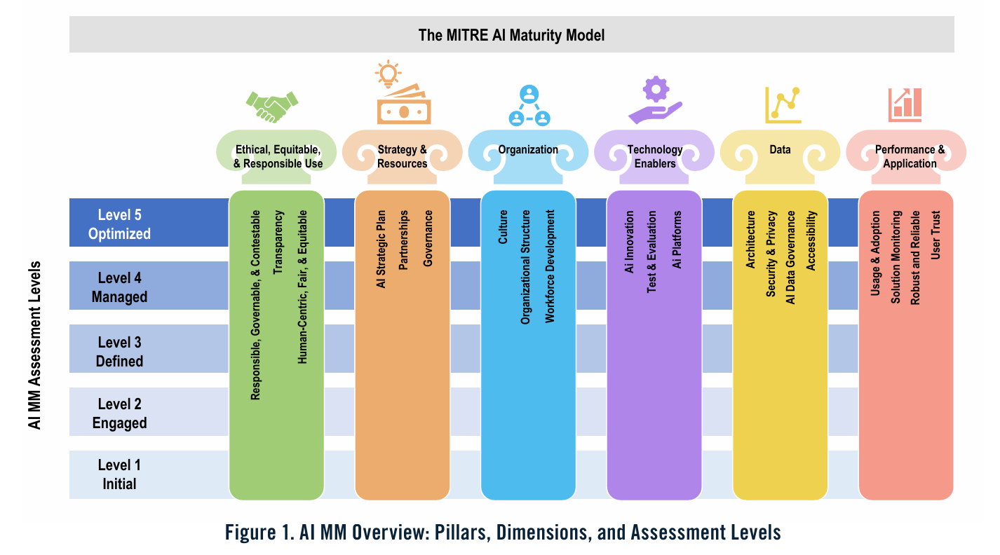 The MITRE AI Maturity Model
Ethical, Equitable,
& Responsible Use
Strategy &
Resources
Organization
Technology
Enablers
Data
Performance &
Application
AI MM Assessment Levels
Level 5
Optimized
Level 4
Managed
Level 3
Defined
Level 2
Engaged
Level 1
Initial
Responsible, Governable, & Contestable
Transparency
Human-Centric, Fair, & Equitable
AI Strategic Plan
Partnerships
Governance
Culture
Organizational Structure
Workforce Development
Ai Innovation
Test & Evaluation
Ai Platforms
Architecture
Security & Privacy
AI Data Governance
Accessibility
Usage & Adoption
Solution Monitoring
Robust and Reliable
User Trust
Figure 1. AI MM Overview: Pillars, Dimensions, and Assessment Levels